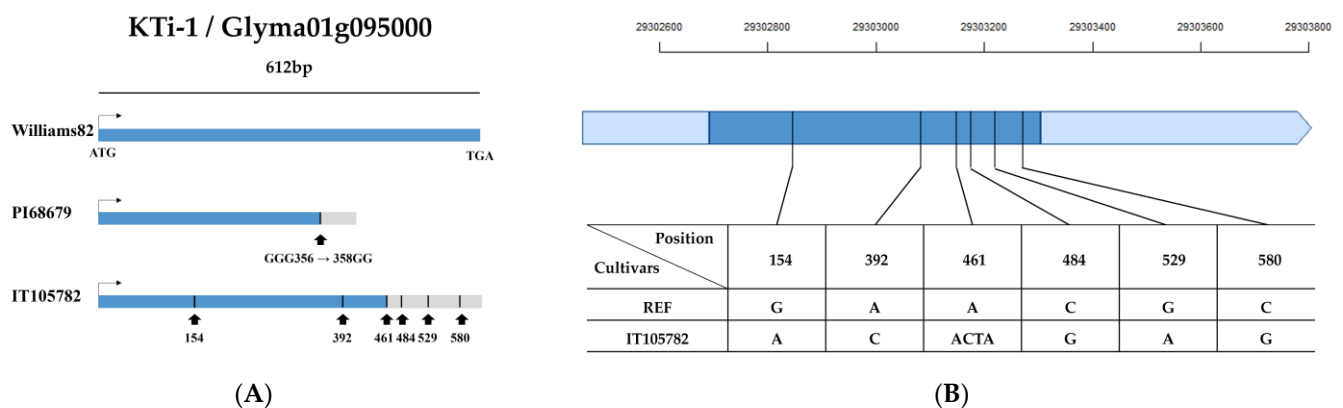 KTi-1 / Glyma01g095000
612bp
Williams82
ATG
TGA
PI68679
GGG356 → 358GG
IT105782
154 392 461 484 529 580
(A)
29302600 29302800 29303000 29303200 29303400 29303600 29303800
Position
Cultivars
154 392 461 484 529 580
REF G A A C G C
IT105782 A C ACTA G A G
(B)